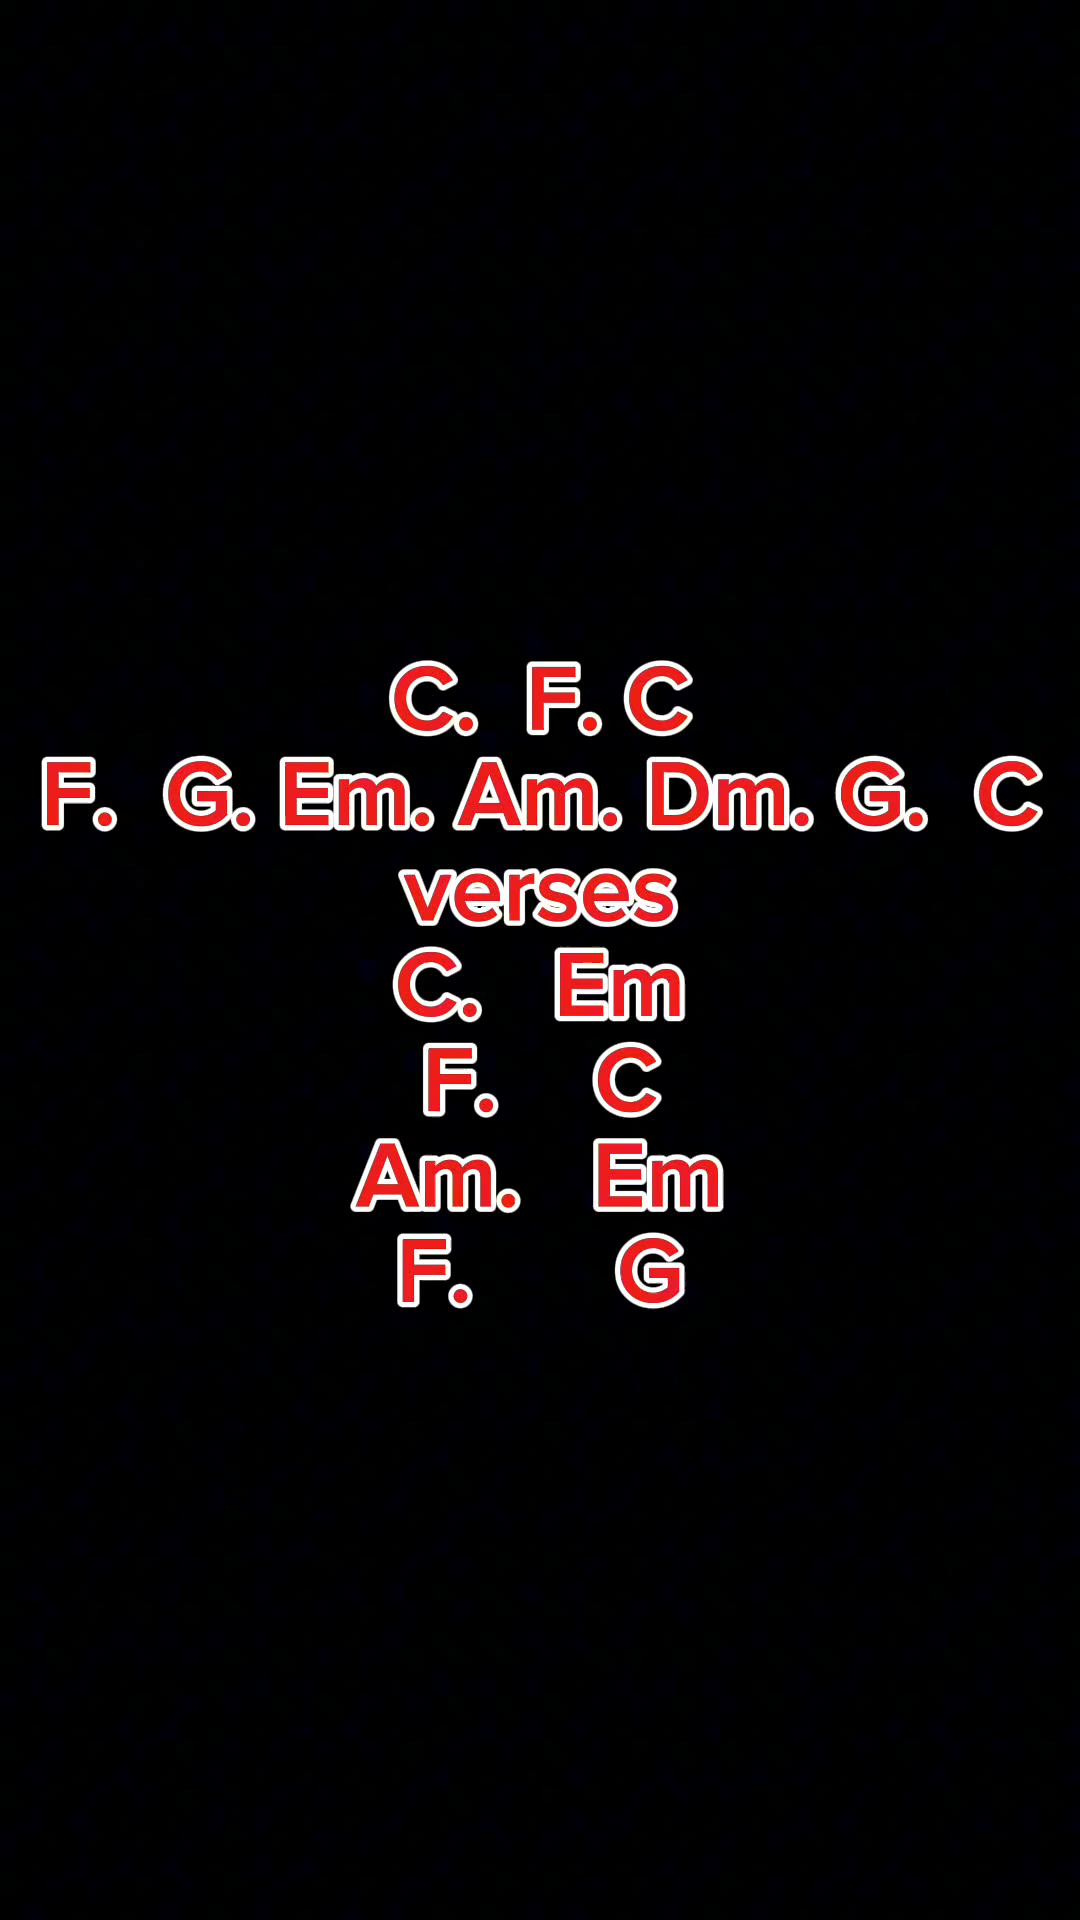 C.  F. C
F.  G. Em. Am. Dm. G.  C
verses
C.   Em
F.    C
Am.   Em
F.      G